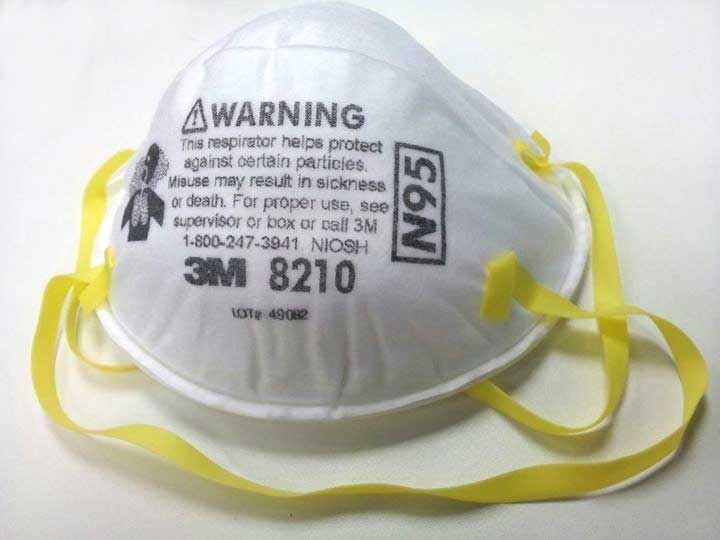 ⚠WARNING
This respirator helps protect
against certain particles.
Misuse may result in sickness
or death. For proper use, see
supervisor or box or call 3M
1-800-247-3941. NIOSH
3M 8210
LOT# 49082
N95